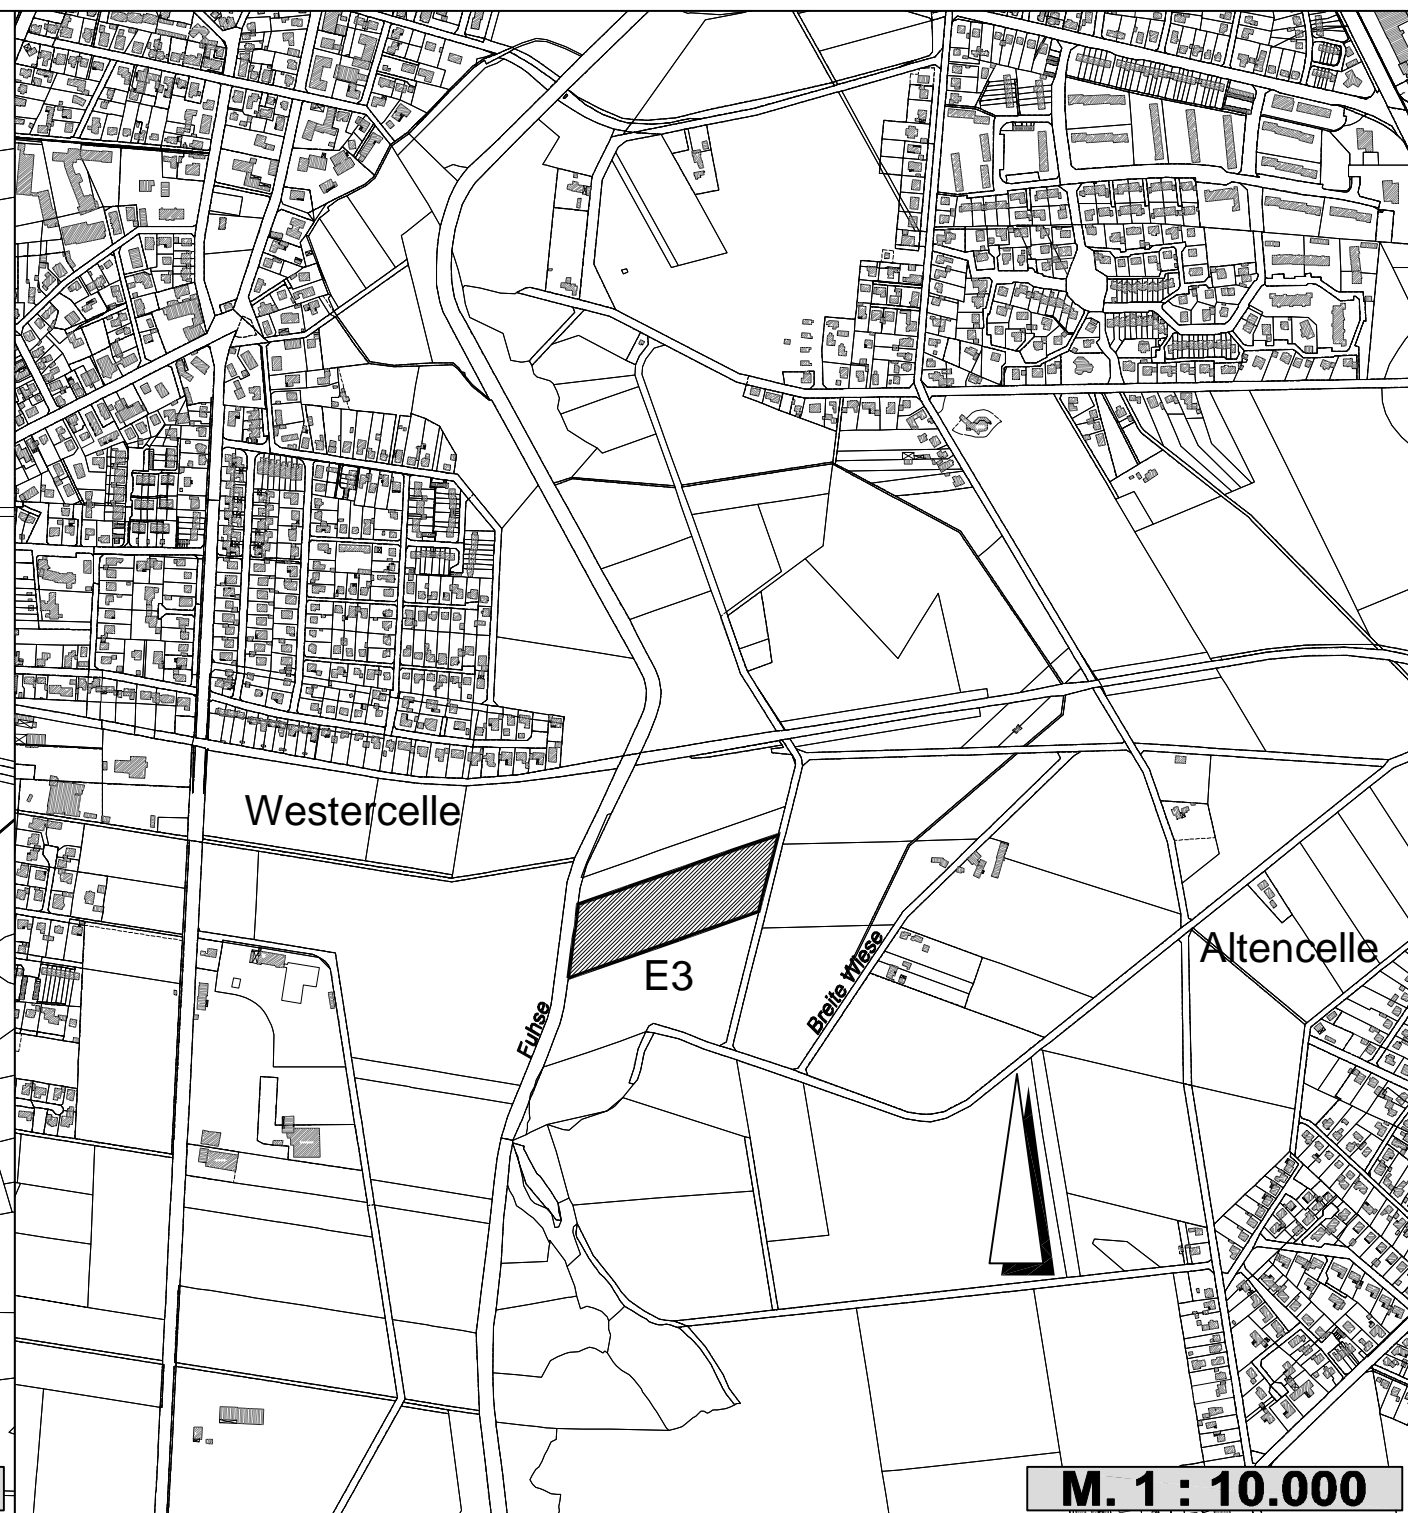 Westercelle
Altencelle
E3
Fuhse
Breite Wiese
M. 1 : 10.000